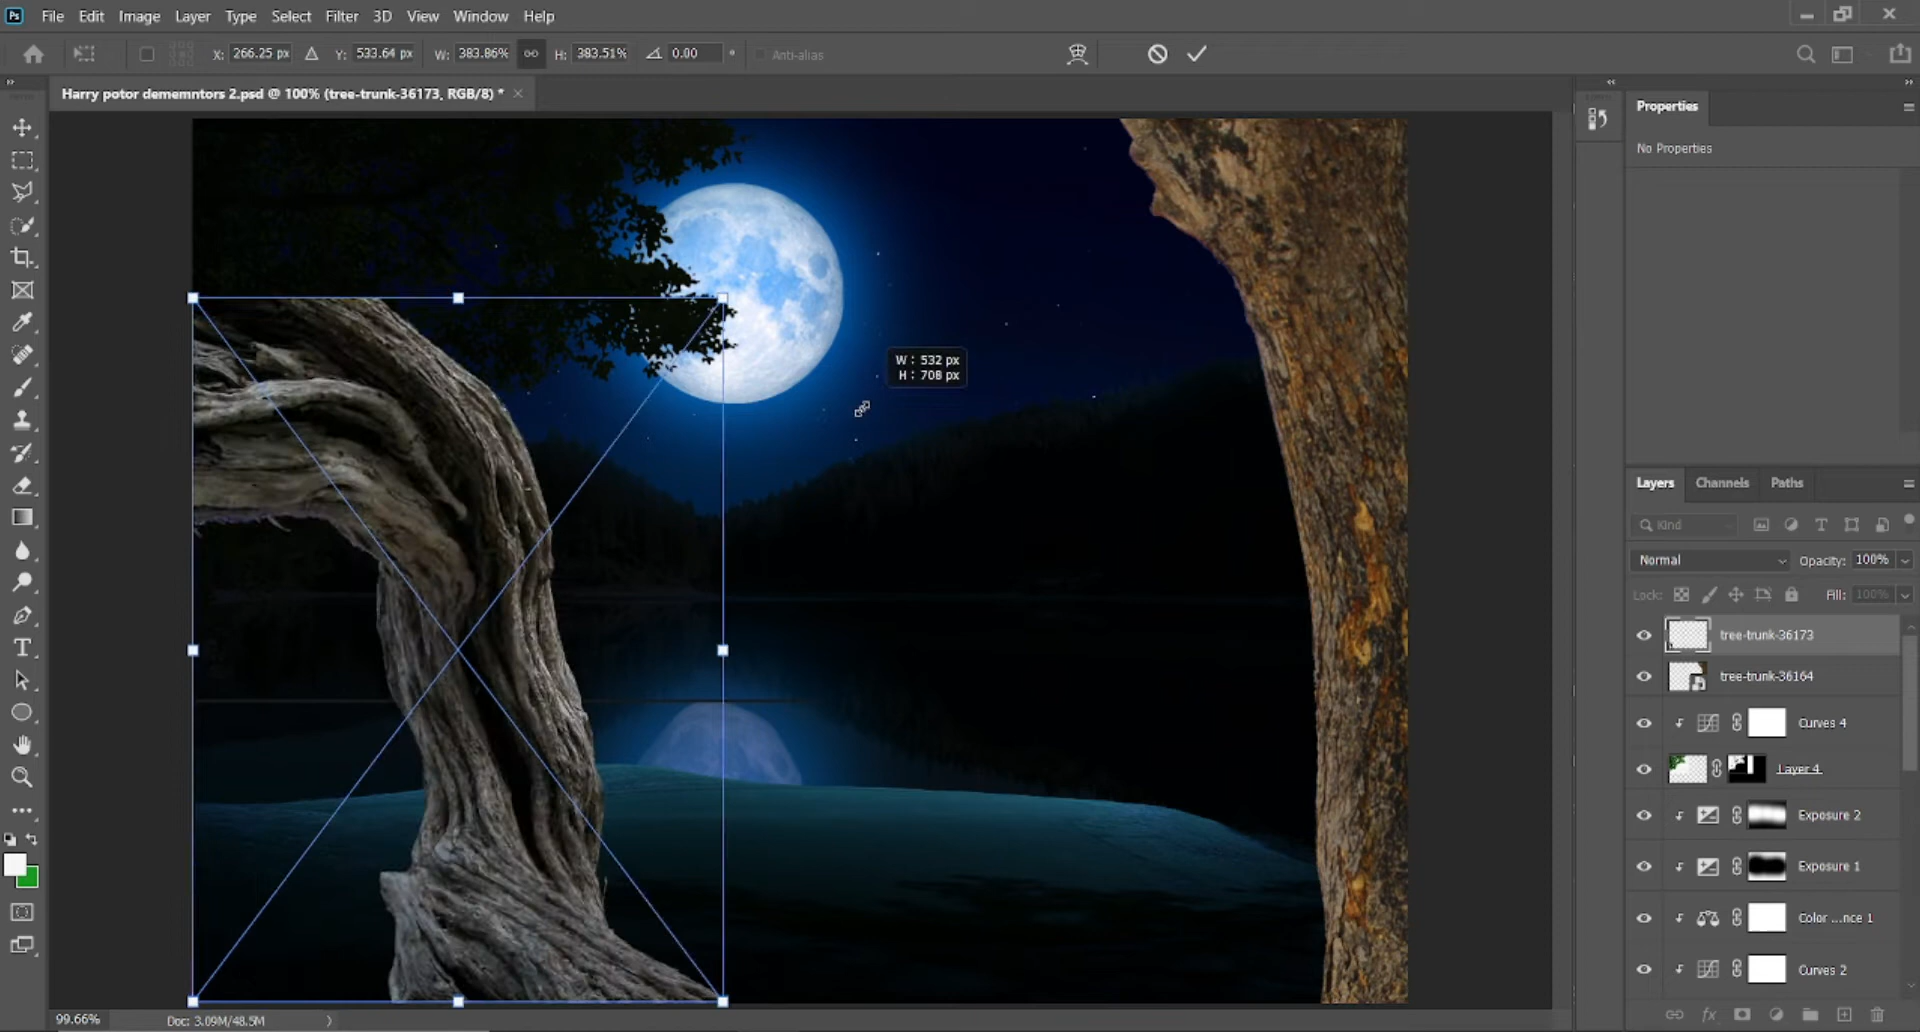 Ps File Edit Image Layer Type Select Filter 3D View Window Help
X: 266.25 px Y: 533.64 px W: 383.86% H: 383.51% 0.00 ° Anti-alias
Harry potor dememntors 2.psd @ 100% (tree-trunk-36173, RGB/8) *
Properties
No Properties
W : 532 px
H : 708 px
Layers Channels Paths
Kind
Normal Opacity: 100%
Lock: Fill: 100%
tree-trunk-36173
tree-trunk-36164
Curves 4
Layer 4
Exposure 2
Exposure 1
Color ...nce 1
Curves 2
fx
99.66% Doc: 3.09M/48.5M